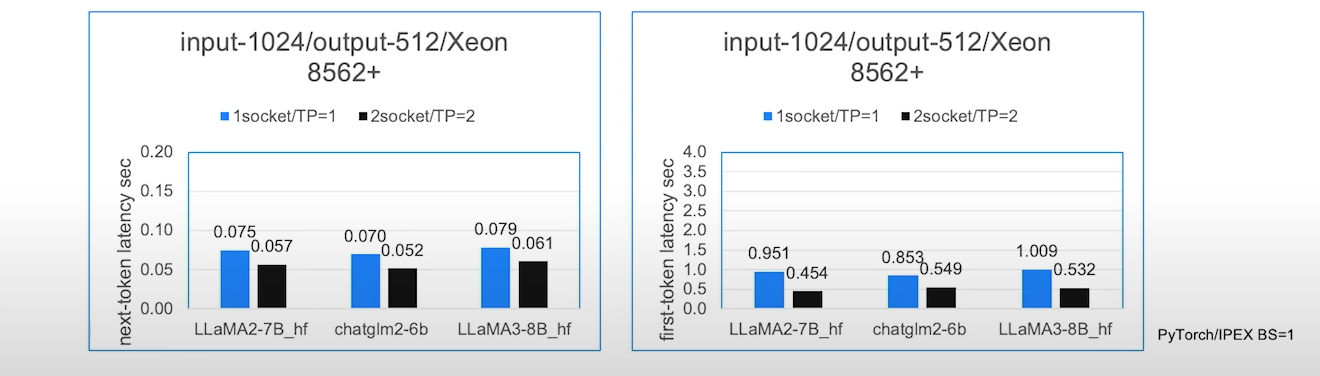 input-1024/output-512/Xeon
8562+
1socket/TP=1 2socket/TP=2
next-token latency sec
0.20
0.15
0.10
0.05
0.00
0.075 0.057
0.070 0.052
0.079 0.061
LLaMA2-7B_hf chatglm2-6b LLaMA3-8B_hf
input-1024/output-512/Xeon
8562+
1socket/TP=1 2socket/TP=2
first-token latency sec
4.0
3.5
3.0
2.5
2.0
1.5
1.0
0.5
0.0
0.951 0.454
0.853 0.549
1.009 0.532
LLaMA2-7B_hf chatglm2-6b LLaMA3-8B_hf
PyTorch/IPEX BS=1